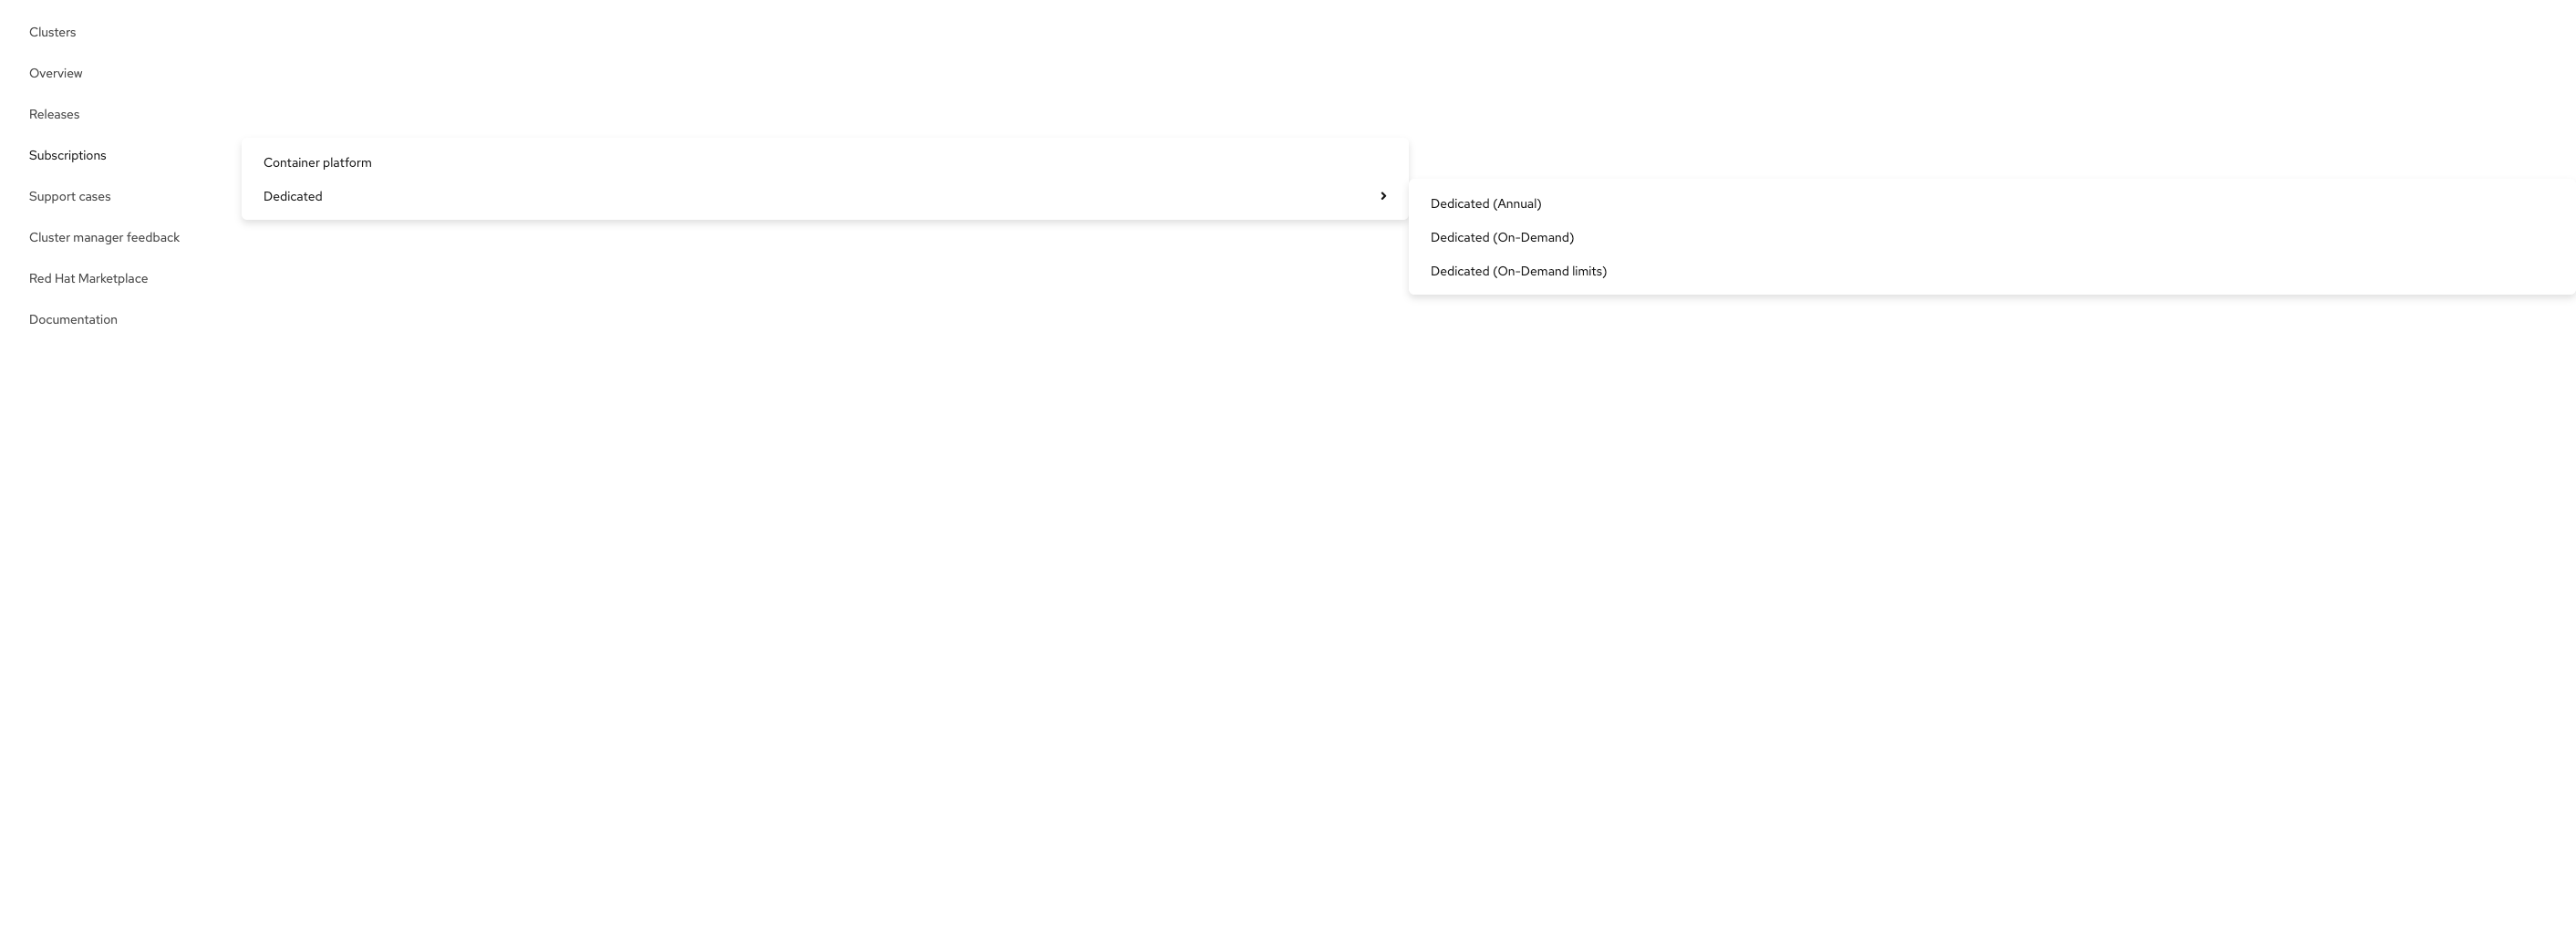 Clusters
Overview
Releases
Subscriptions
Support cases
Cluster manager feedback
Red Hat Marketplace
Documentation
Container platform
Dedicated
Dedicated (Annual)
Dedicated (On-Demand)
Dedicated (On-Demand limits)